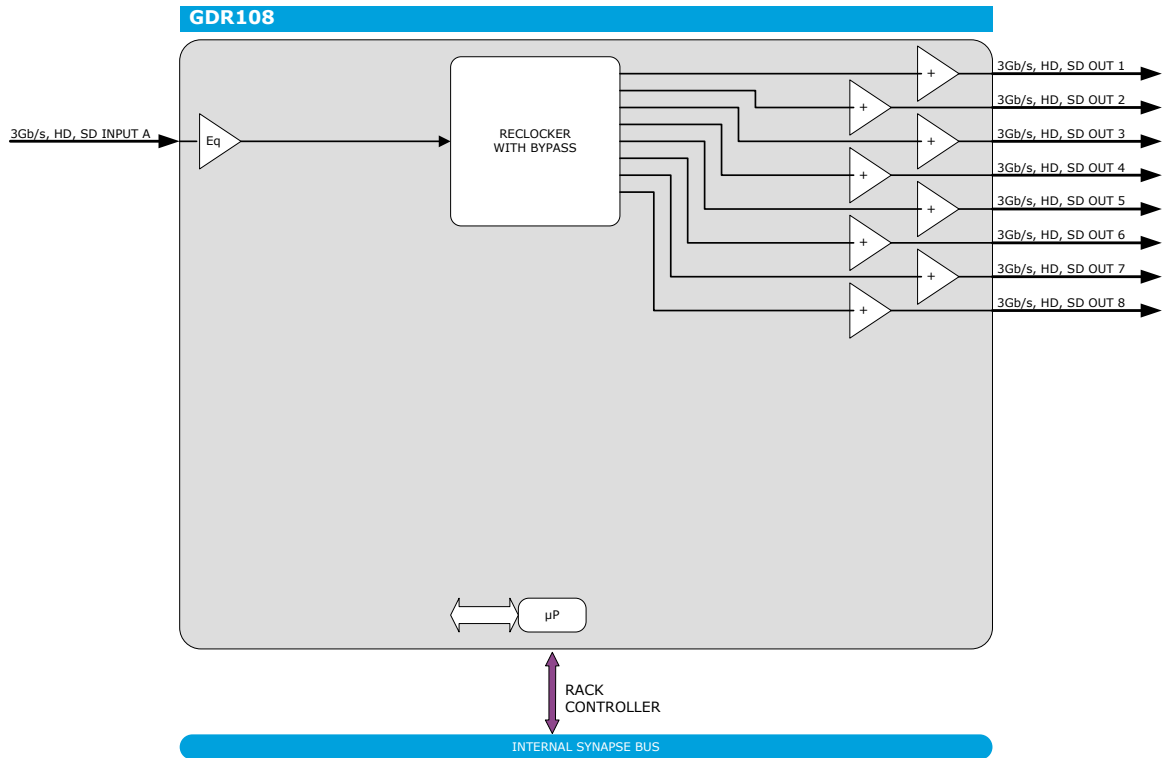 GDR108
3Gb/s, HD, SD INPUT A
Eq
RECLOCKER
WITH BYPASS
+
3Gb/s, HD, SD OUT 1
+
3Gb/s, HD, SD OUT 2
+
3Gb/s, HD, SD OUT 3
+
3Gb/s, HD, SD OUT 4
+
3Gb/s, HD, SD OUT 5
+
3Gb/s, HD, SD OUT 6
+
3Gb/s, HD, SD OUT 7
+
3Gb/s, HD, SD OUT 8
µP
RACK
CONTROLLER
INTERNAL SYNAPSE BUS